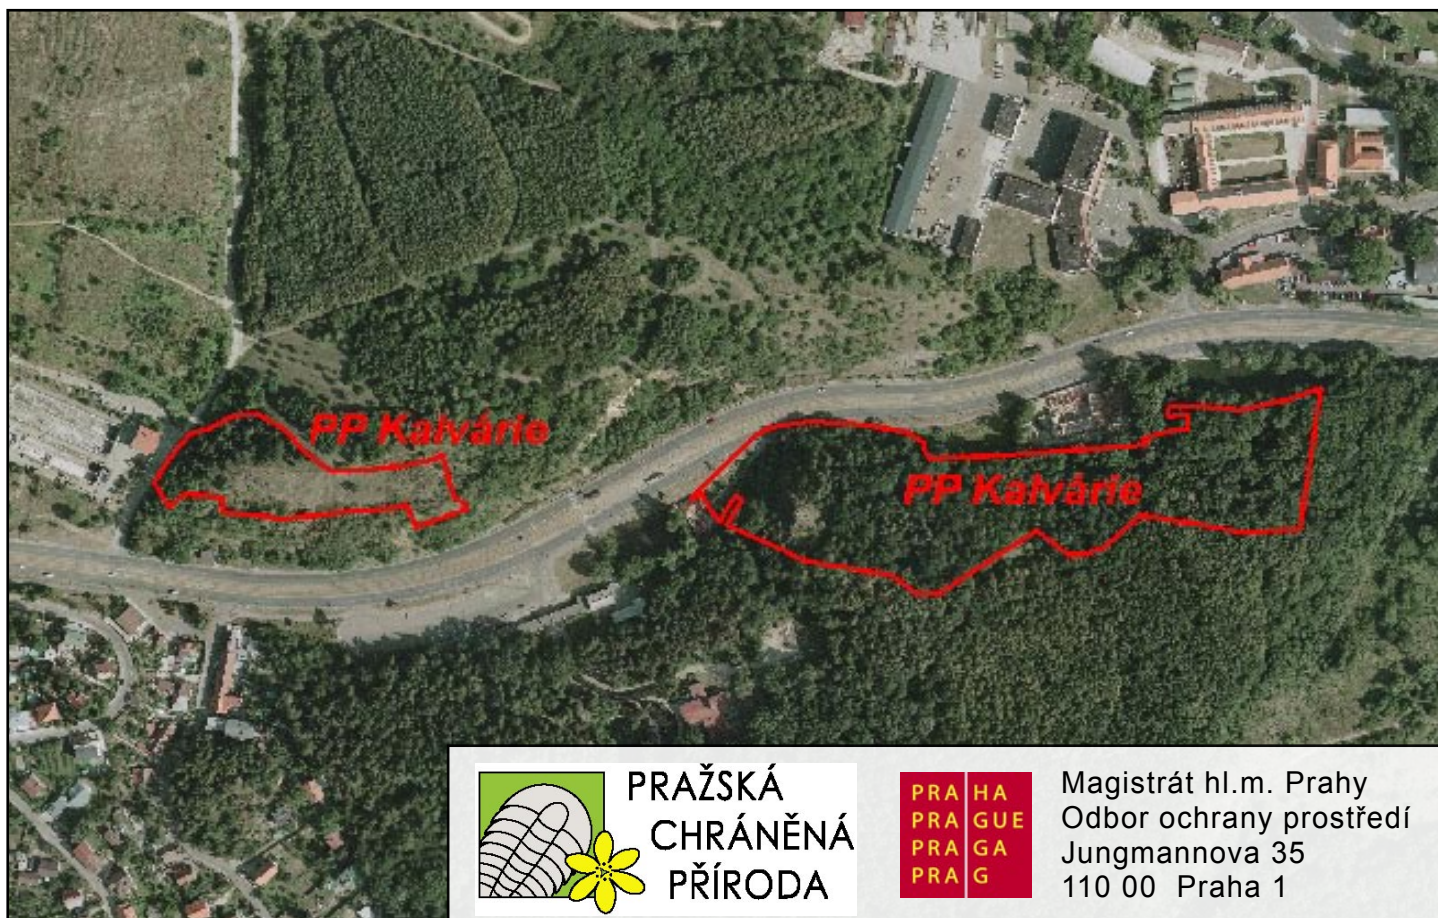 PP Kalvárie
PP Kalvárie
PRAŽSKÁ
CHRÁNĚNÁ
PŘÍRODA
PRA HA
PRA GUE
PRA GA
PRA G
Magistrát hl.m. Prahy
Odbor ochrany prostředí
Jungmannova 35
110 00 Praha 1